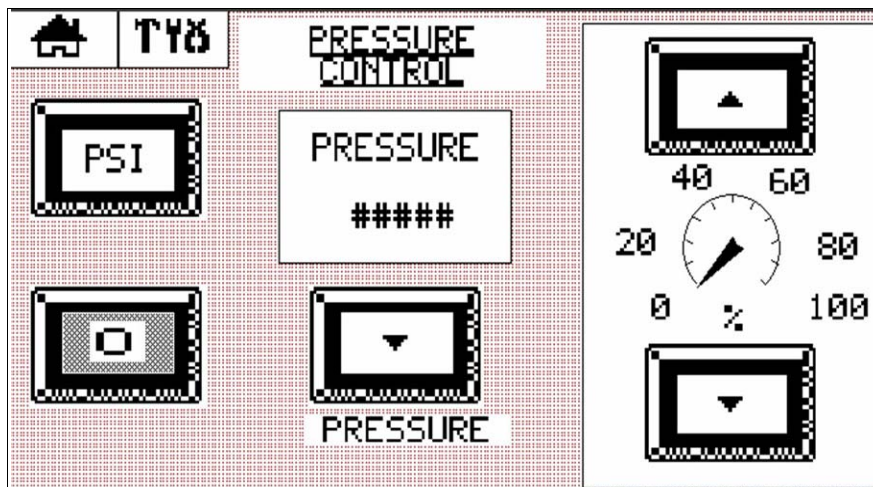 PRESSURE
CONTROL
PSI
PRESSURE
#####
PRESSURE
40 60
20 80
0 % 100